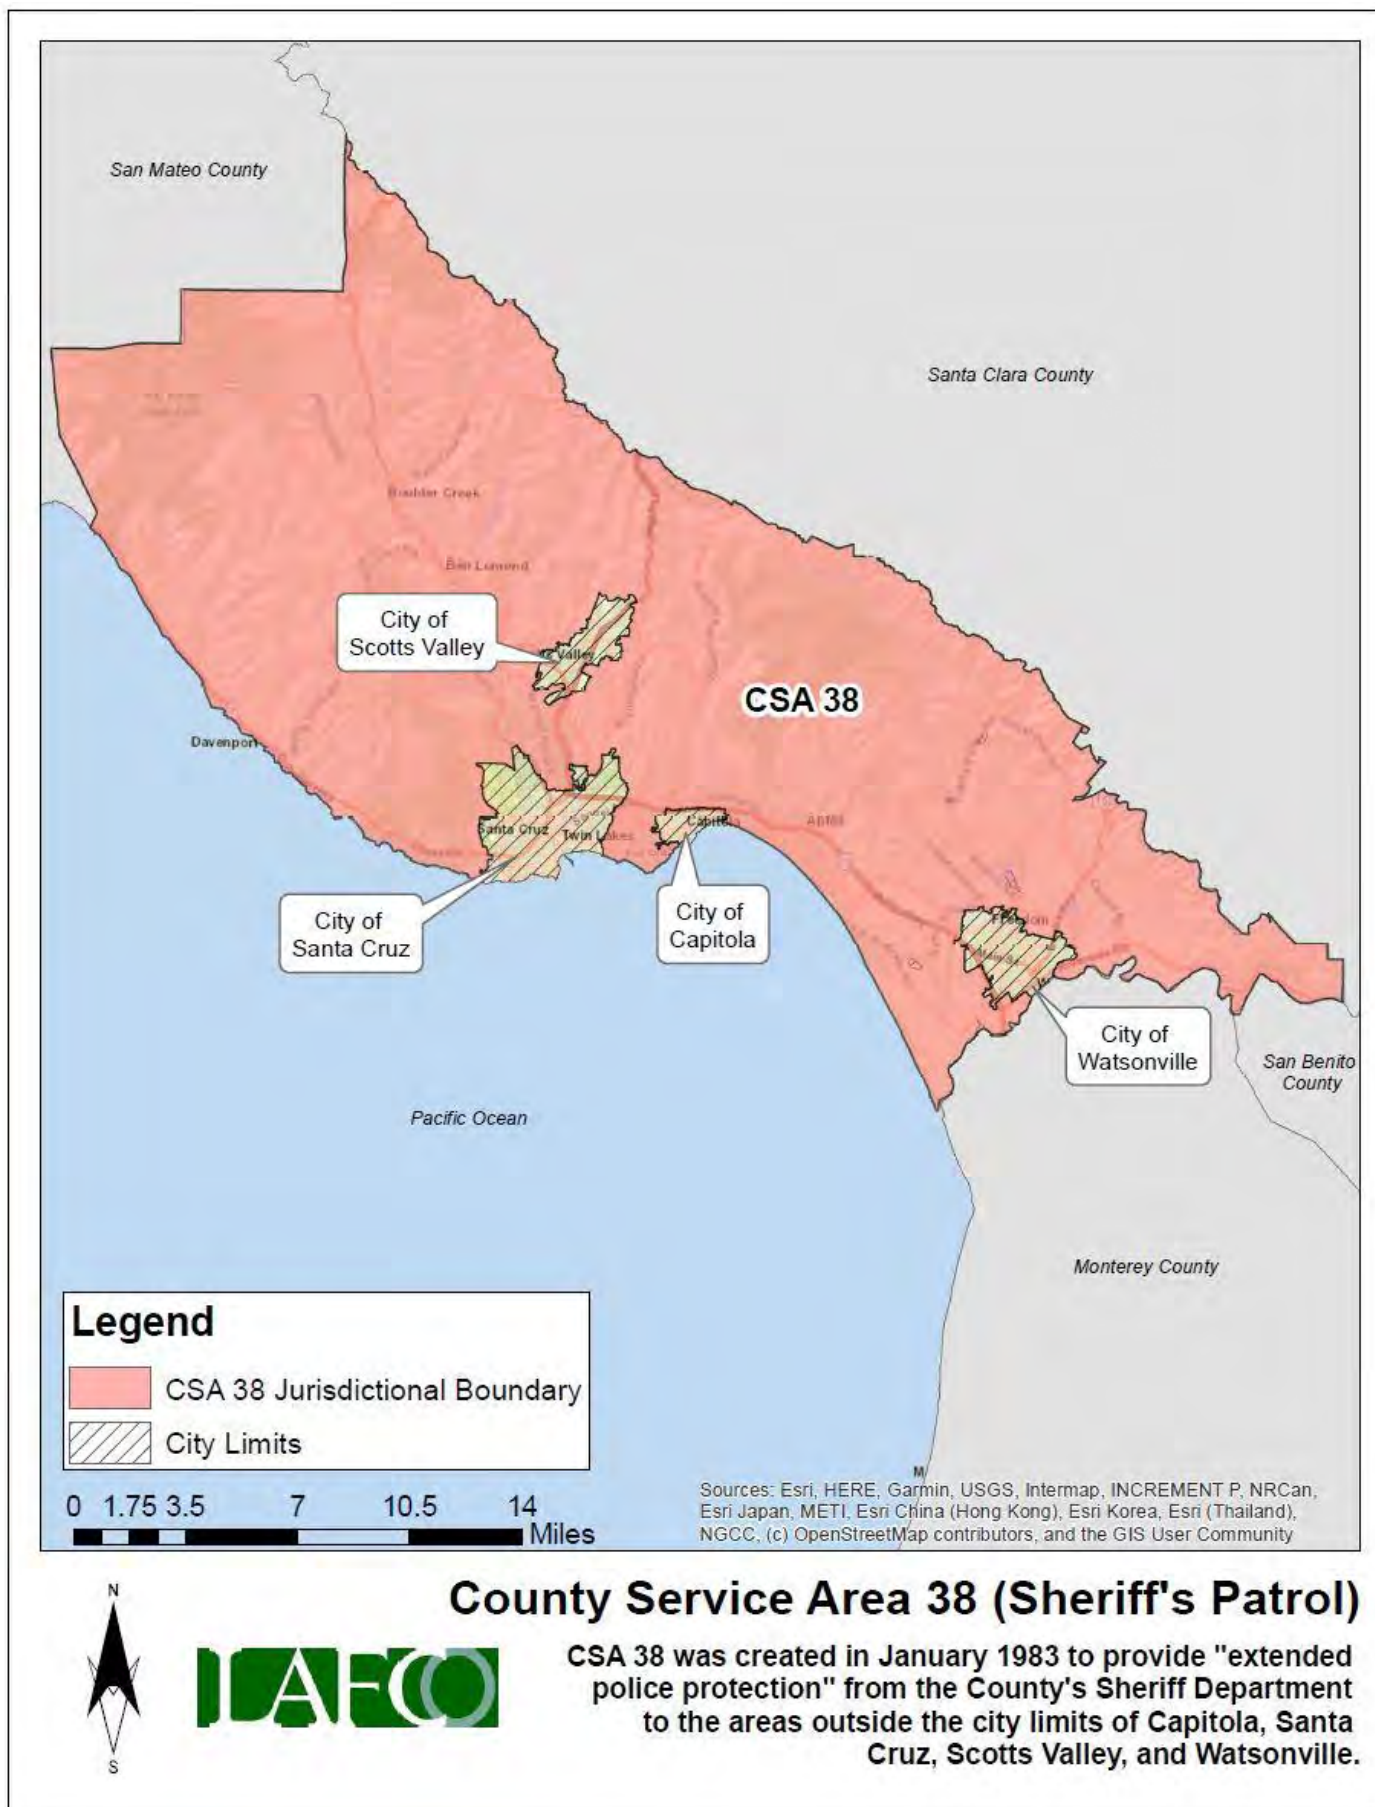 San Mateo County
Santa Clara County
Boulder Creek
Ben Lomond
City of
Scotts Valley
Valley
CSA 38
Davenport
Santa Cruz
Twin Lakes
Capitola
Aptos
City of
Santa Cruz
City of
Capitola
Freedom
City of
Watsonville
San Benito
County
Pacific Ocean
Monterey County
Legend
CSA 38 Jurisdictional Boundary
City Limits
0 1.75 3.5 7 10.5 14
Miles
M
Sources: Esri, HERE, Garmin, USGS, Intermap, INCREMENT P, NRCan,
Esri Japan, METI, Esri China (Hong Kong), Esri Korea, Esri (Thailand),
NGCC, (c) OpenStreetMap contributors, and the GIS User Community
N
S
LAFCO
County Service Area 38 (Sheriff's Patrol)
CSA 38 was created in January 1983 to provide "extended
police protection" from the County's Sheriff Department
to the areas outside the city limits of Capitola, Santa
Cruz, Scotts Valley, and Watsonville.